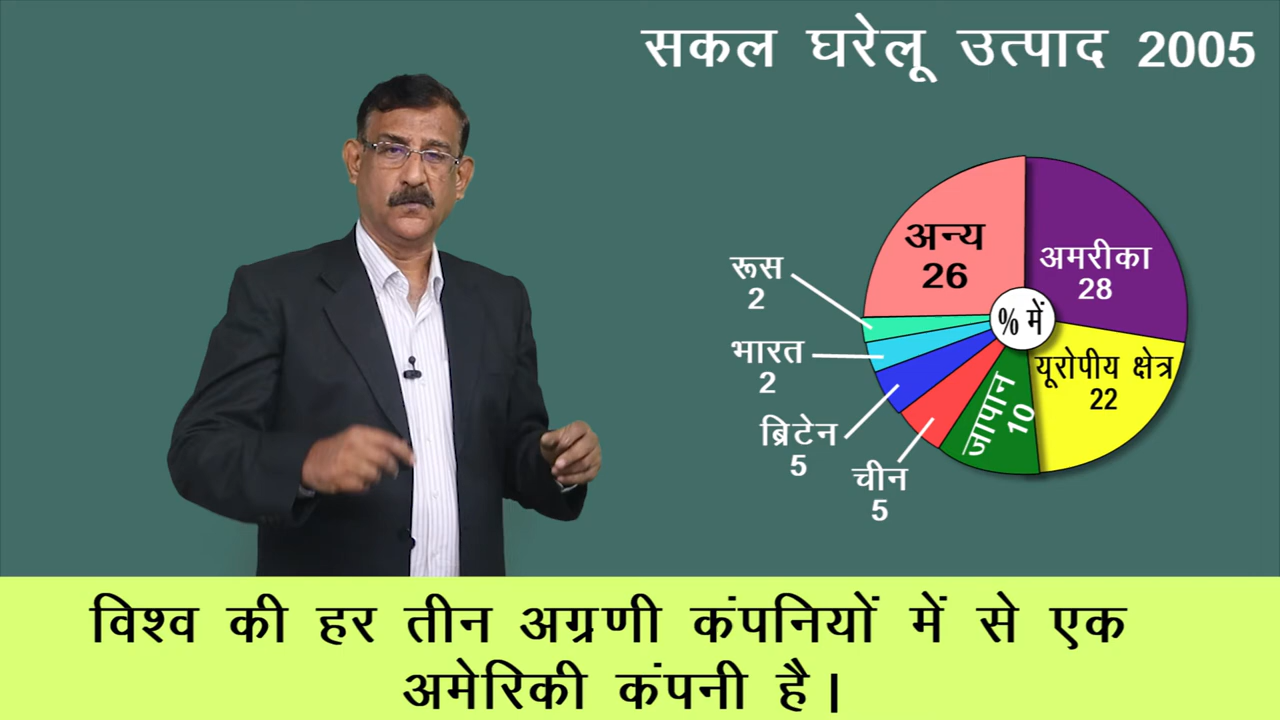 सकल घरेलू उत्पाद 2005
अन्य
26
अमरीका
28
% में
यूरोपीय क्षेत्र
22
जापान
10
चीन
5
ब्रिटेन
5
भारत
2
रूस
2
विश्व की हर तीन अग्रणी कंपनियों में से एक
अमेरिकी कंपनी है।